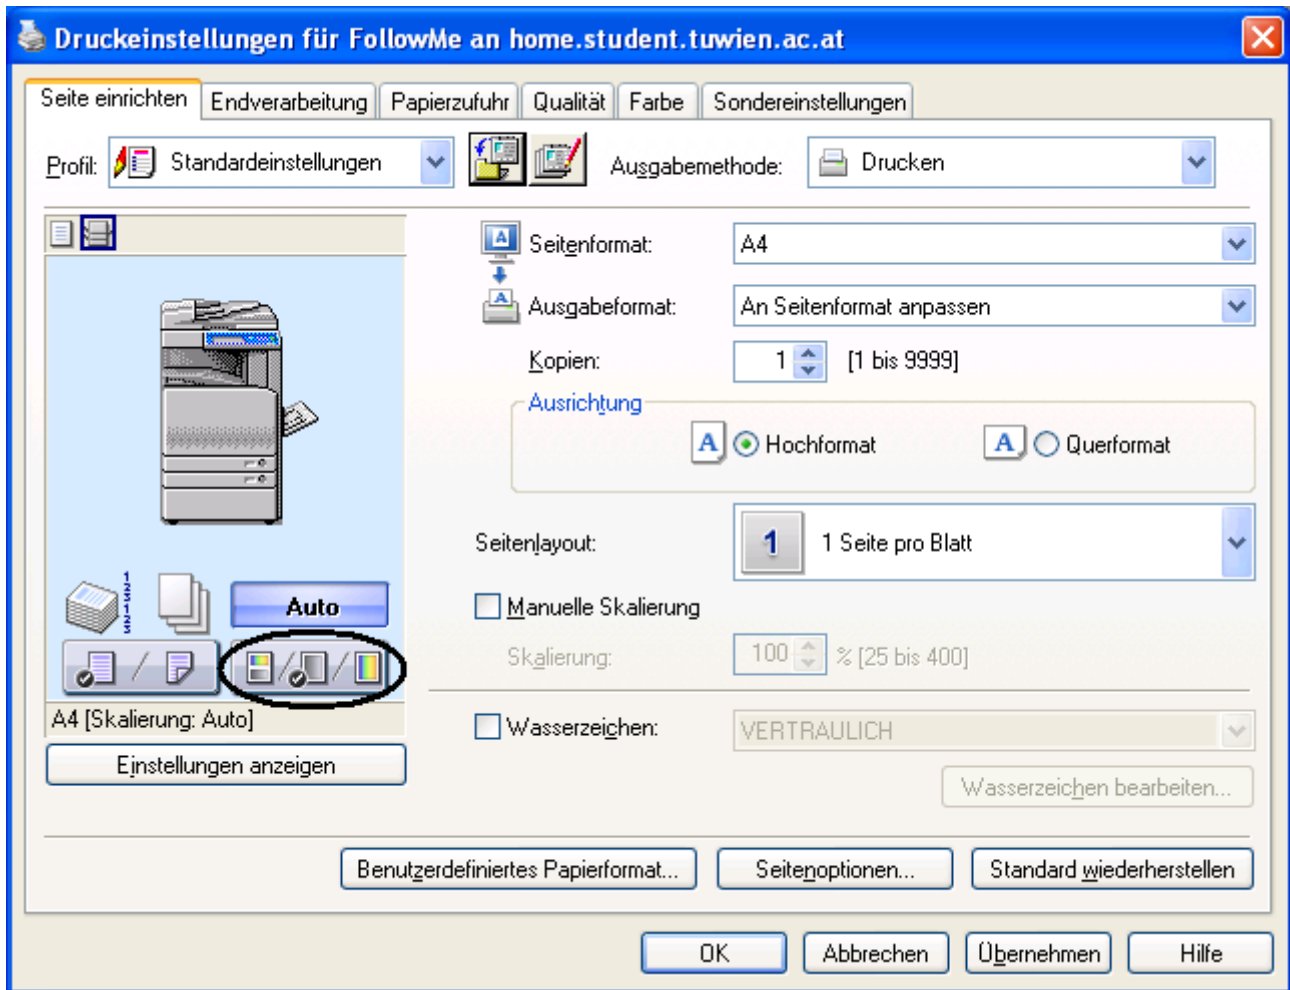 Druckeinstellungen für FollowMe an home.student.tuwien.ac.at
Seite einrichten Endverarbeitung Papierzufuhr Qualität Farbe Sondereinstellungen
Profil: Standardeinstellungen Ausgabemethode: Drucken
Seitenformat: A4
Ausgabeformat: An Seitenformat anpassen
Kopien: 1 [1 bis 9999]
Ausrichtung
A Hochformat A Querformat
Seitenlayout: 1 1 Seite pro Blatt
Auto
Manuelle Skalierung
Skalierung: 100 % [25 bis 400]
A4 [Skalierung: Auto]
Wasserzeichen: VERTRAULICH
Einstellungen anzeigen
Wasserzeichen bearbeiten...
Benutzerdefiniertes Papierformat... Seitenoptionen... Standard wiederherstellen
OK Abbrechen Übernehmen Hilfe